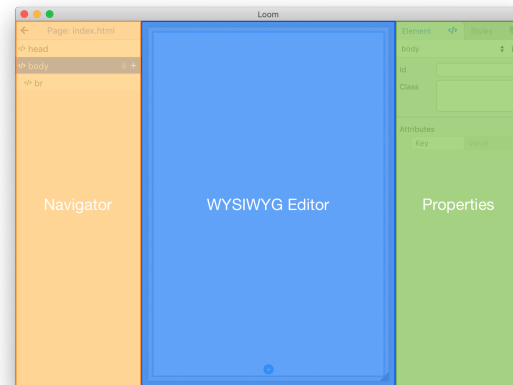 Loom
Page: index.html
</> head
</> body
</> br
Navigator
WYSIWYG Editor
Element </> Styles
body
Id
Class
Attributes
Key Value
Properties